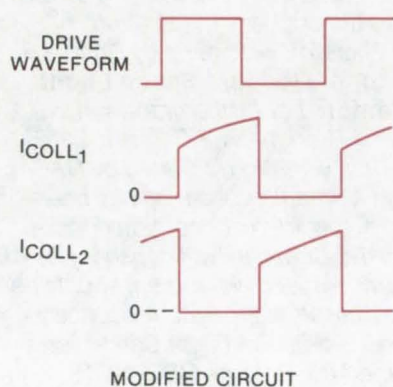 DRIVE
WAVEFORM
ICOLL1
0
ICOLL2
0
MODIFIED CIRCUIT